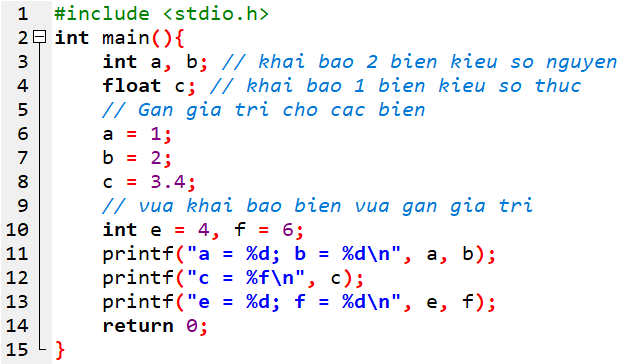 1 #include <stdio.h>
2 int main(){
3 int a, b; // khai bao 2 bien kieu so nguyen
4 float c; // khai bao 1 bien kieu so thuc
5 // Gan gia tri cho cac bien
6 a = 1;
7 b = 2;
8 c = 3.4;
9 // vua khai bao bien vua gan gia tri
10 int e = 4, f = 6;
11 printf("a = %d; b = %d\n", a, b);
12 printf("c = %f\n", c);
13 printf("e = %d; f = %d\n", e, f);
14 return 0;
15 }